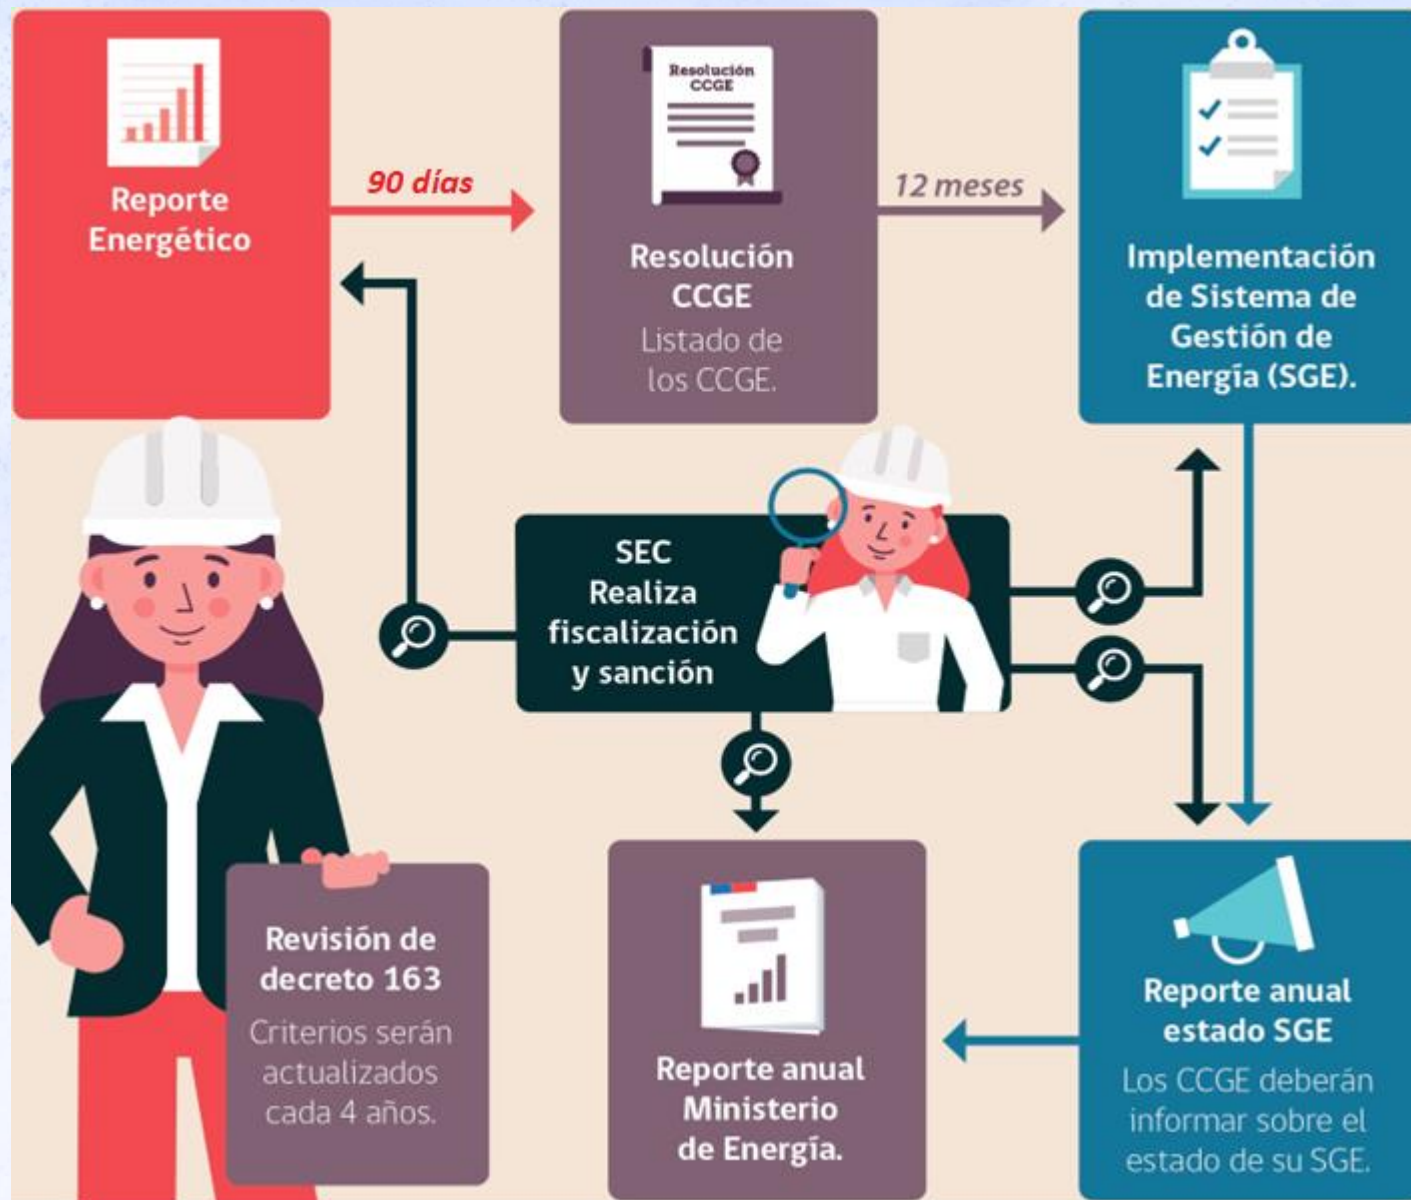 Reporte
Energético
90 días
Resolución
CCGE
Resolución
CCGE
Listado de
los CCGE.
12 meses
Implementación
de Sistema de
Gestión de
Energía (SGE).
SEC
Realiza
fiscalización
y sanción
Revisión de
decreto 163
Criterios serán
actualizados
cada 4 años.
Reporte anual
Ministerio
de Energía.
Reporte anual
estado SGE
Los CCGE deberán
informar sobre el
estado de su SGE.